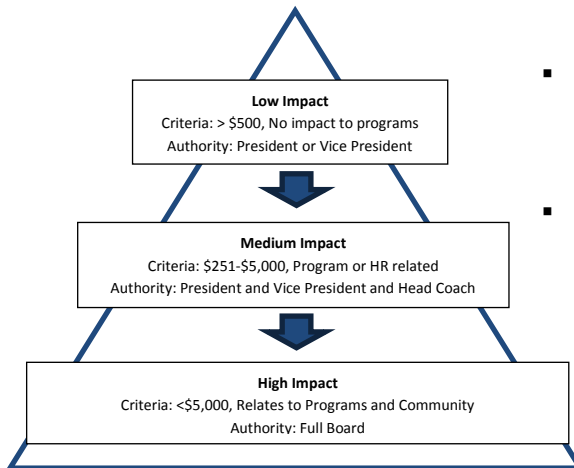 Low Impact
Criteria: > $500, No impact to programs
Authority: President or Vice President
Medium Impact
Criteria: $251-$5,000, Program or HR related
Authority: President and Vice President and Head Coach
High Impact
Criteria: <$5,000, Relates to Programs and Community
Authority: Full Board